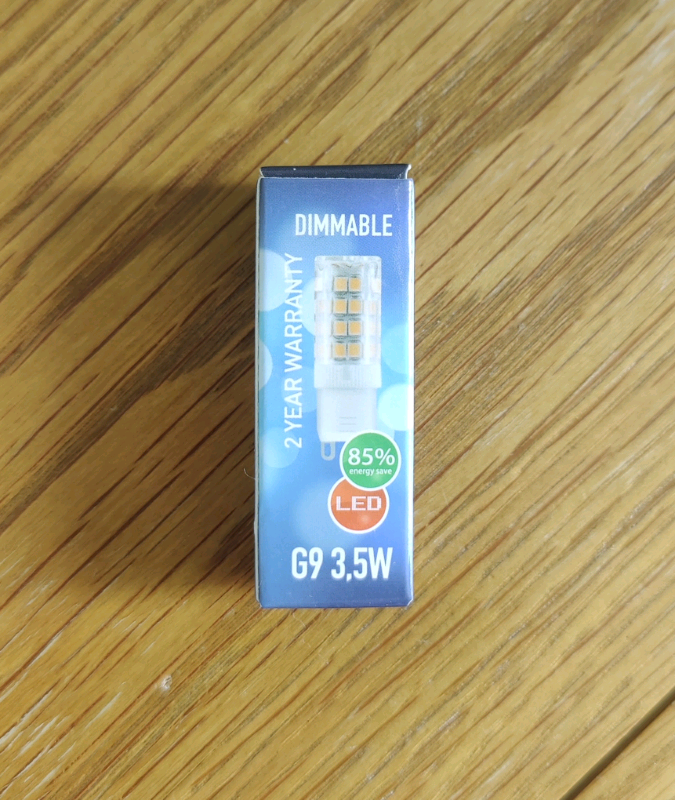 DIMMABLE
2 YEAR WARRANTY
85%
energy save
LED
G9 3,5W